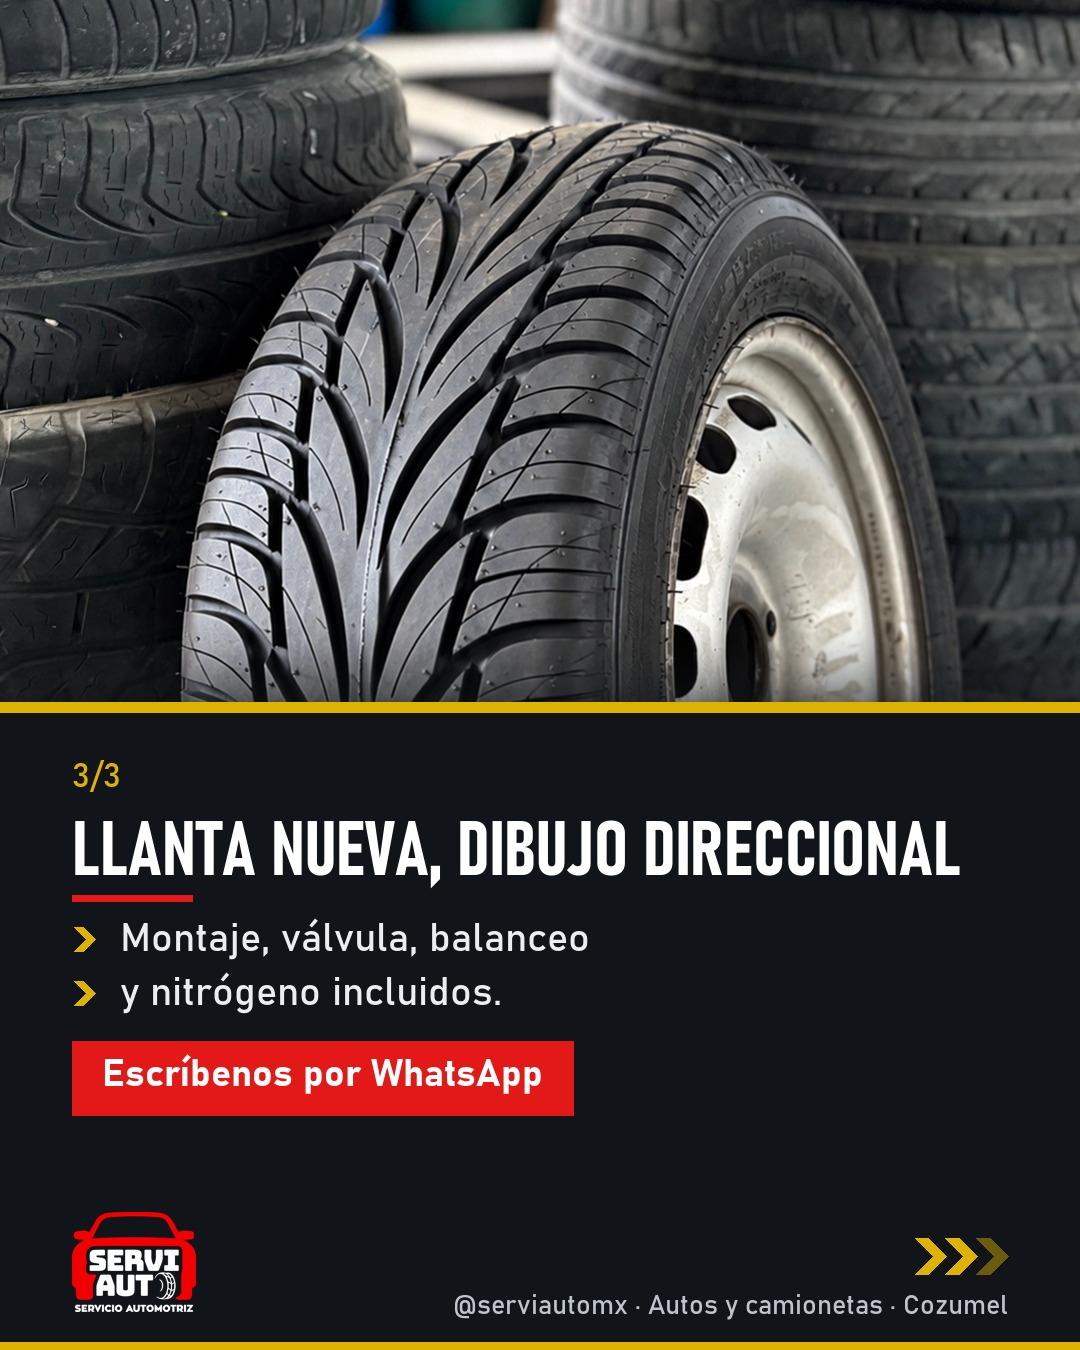 3/3
LLANTA NUEVA, DIBUJO DIRECCIONAL
Montaje, válvula, balanceo
y nitrógeno incluidos.
Escríbenos por WhatsApp
SERVI
AUTO
SERVICIO AUTOMOTRIZ
@serviautomx · Autos y camionetas · Cozumel